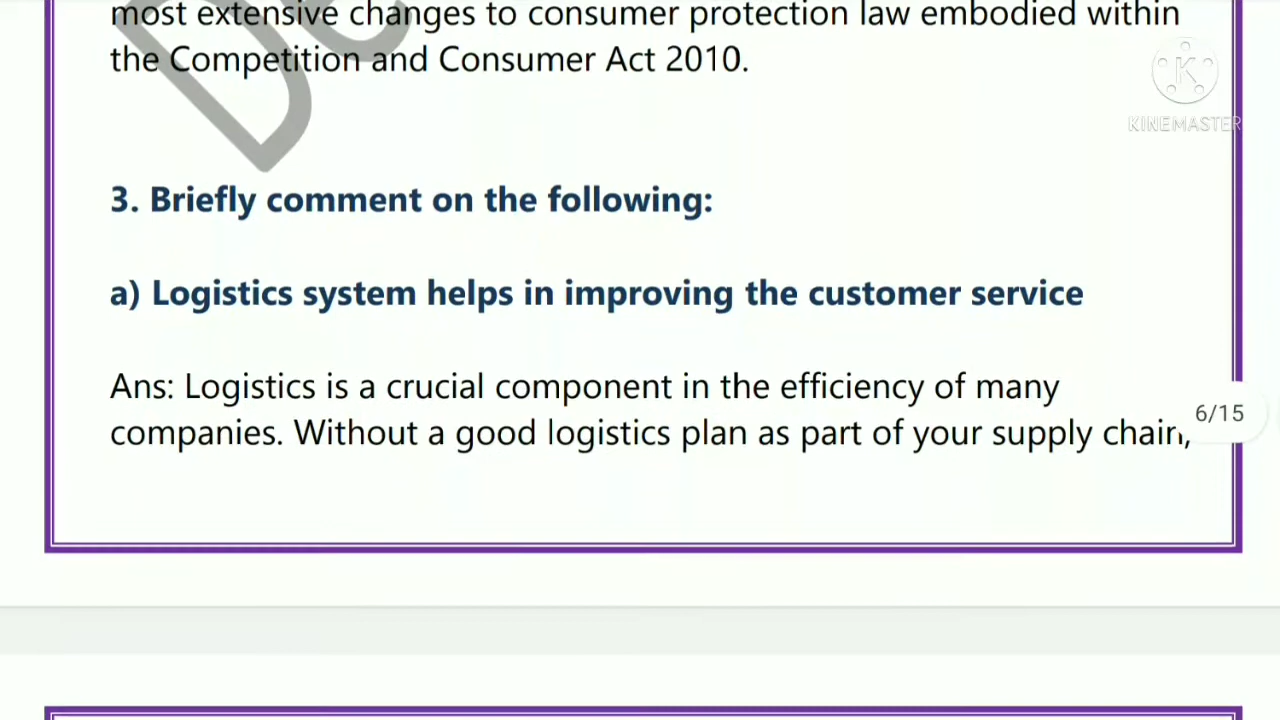 most extensive changes to consumer protection law embodied within
the Competition and Consumer Act 2010.
KINEMASTER
3. Briefly comment on the following:
a) Logistics system helps in improving the customer service
Ans: Logistics is a crucial component in the efficiency of many
6/15
companies. Without a good logistics plan as part of your supply chain,